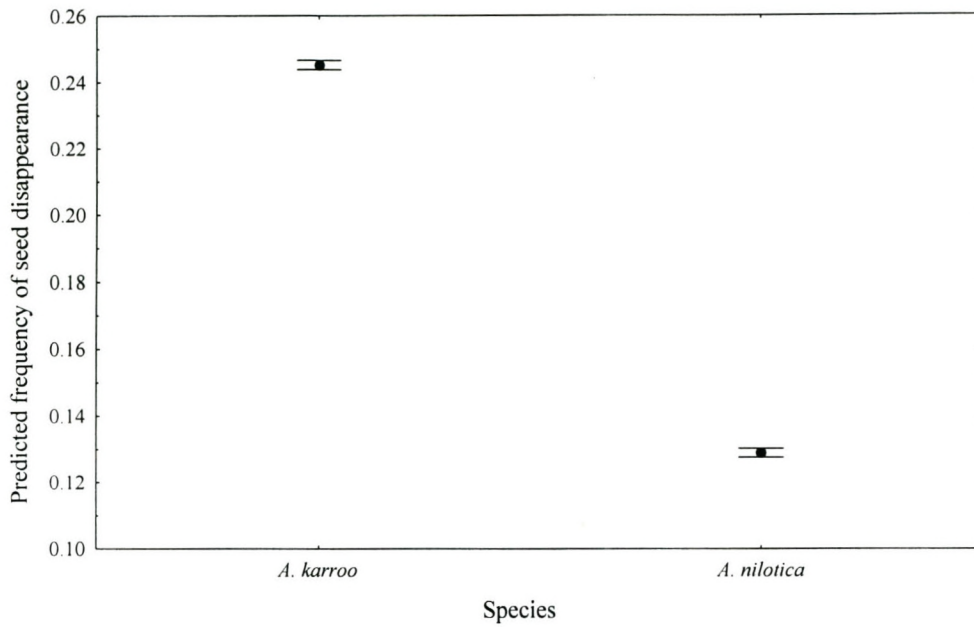 Predicted frequency of seed disappearance
0.26
0.24
0.22
0.20
0.18
0.16
0.14
0.12
0.10
A. karroo
A. nilotica
Species